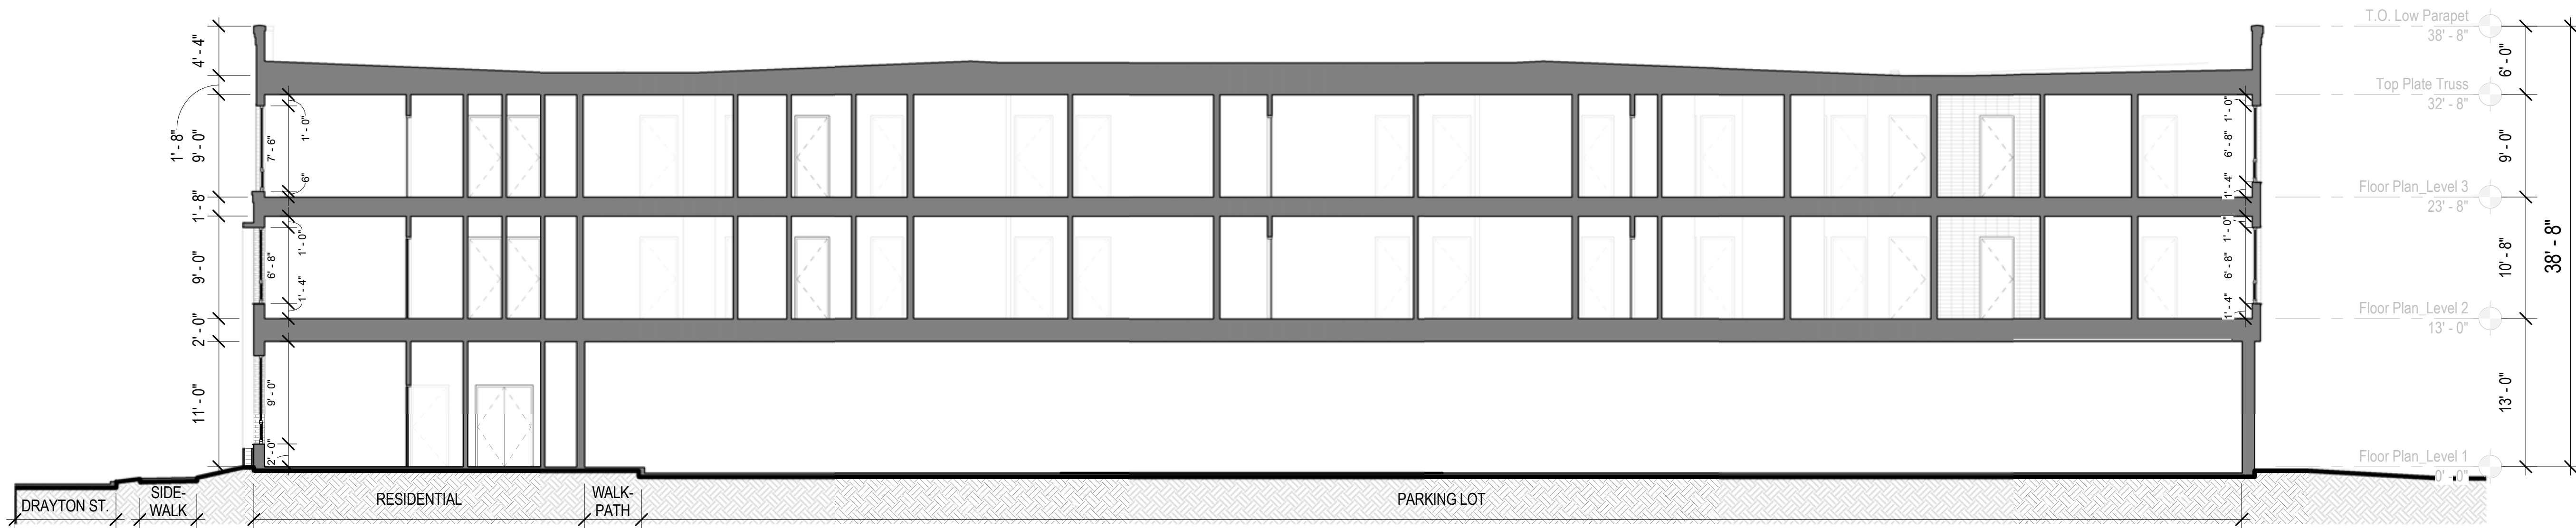 T.O. Low Parapet
38' - 8"
Top Plate Truss
32' - 8"
Floor Plan_Level 3
23' - 8"
Floor Plan_Level 2
13' - 0"
Floor Plan_Level 1
0' - 0"
6' - 0"
9' - 0"
10' - 8"
13' - 0"
38' - 8"
4' - 4"
1' - 8"
9' - 0"
1' - 8"
9' - 0"
2' - 0"
11' - 0"
1' - 0"
7' - 6"
6"
1' - 0"
6' - 8"
1' - 4"
9' - 0"
2' - 0"
1' - 0"
6' - 8"
1' - 4"
1' - 0"
6' - 8"
1' - 4"
DRAYTON ST.
SIDE-
WALK
RESIDENTIAL
WALK-
PATH
PARKING LOT